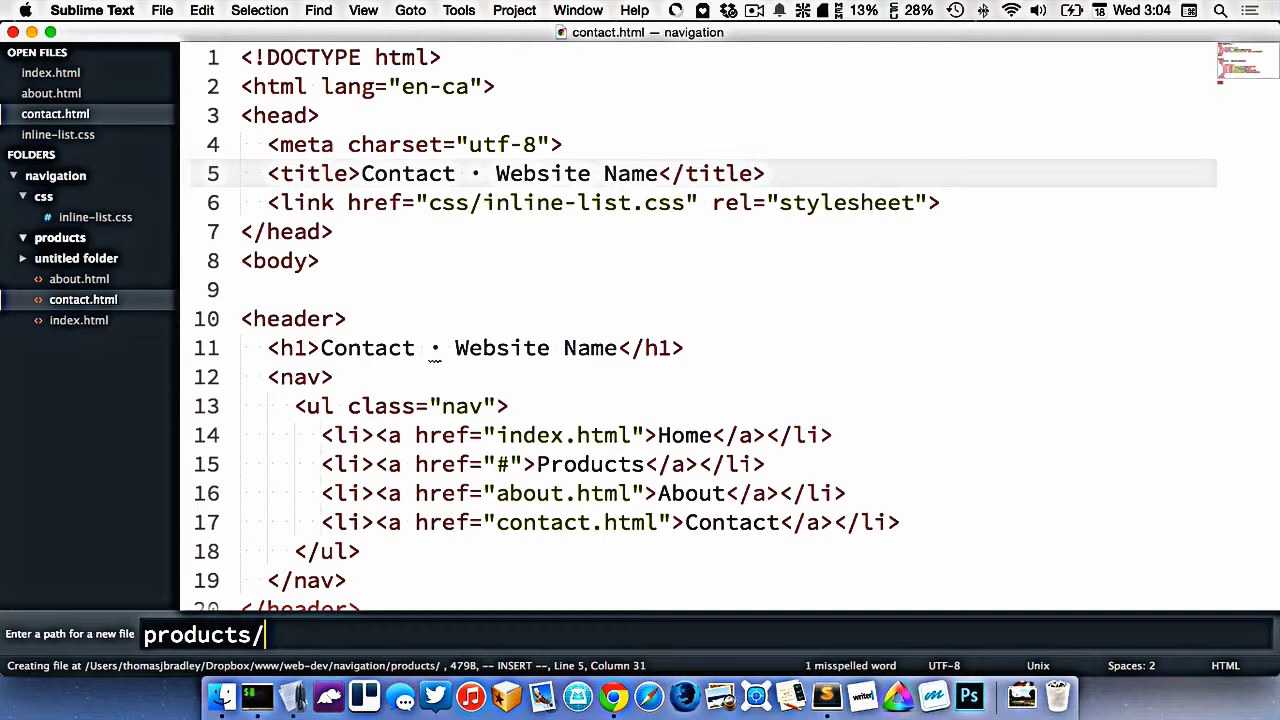 Sublime Text File Edit Selection Find View Goto Tools Project Window Help 13% 28% 18 Wed 3:04
contact.html — navigation
OPEN FILES
index.html
about.html
contact.html
inline-list.css
FOLDERS
navigation
css
inline-list.css
products
untitled folder
about.html
contact.html
index.html
1 <!DOCTYPE html>
2 <html lang="en-ca">
3 <head>
4 <meta charset="utf-8">
5 <title>Contact · Website Name</title>
6 <link href="css/inline-list.css" rel="stylesheet">
7 </head>
8 <body>
9
10 <header>
11 <h1>Contact · Website Name</h1>
12 <nav>
13 <ul class="nav">
14 <li><a href="index.html">Home</a></li>
15 <li><a href="#">Products</a></li>
16 <li><a href="about.html">About</a></li>
17 <li><a href="contact.html">Contact</a></li>
18 </ul>
19 </nav>
20 </header>
Enter a path for a new file products/
Creating file at /Users/thomasjbradley/Dropbox/www/web-dev/navigation/products/ , 479B, -- INSERT --, Line 5, Column 31 1 misspelled word UTF-8 Unix Spaces: 2 HTML
Ps